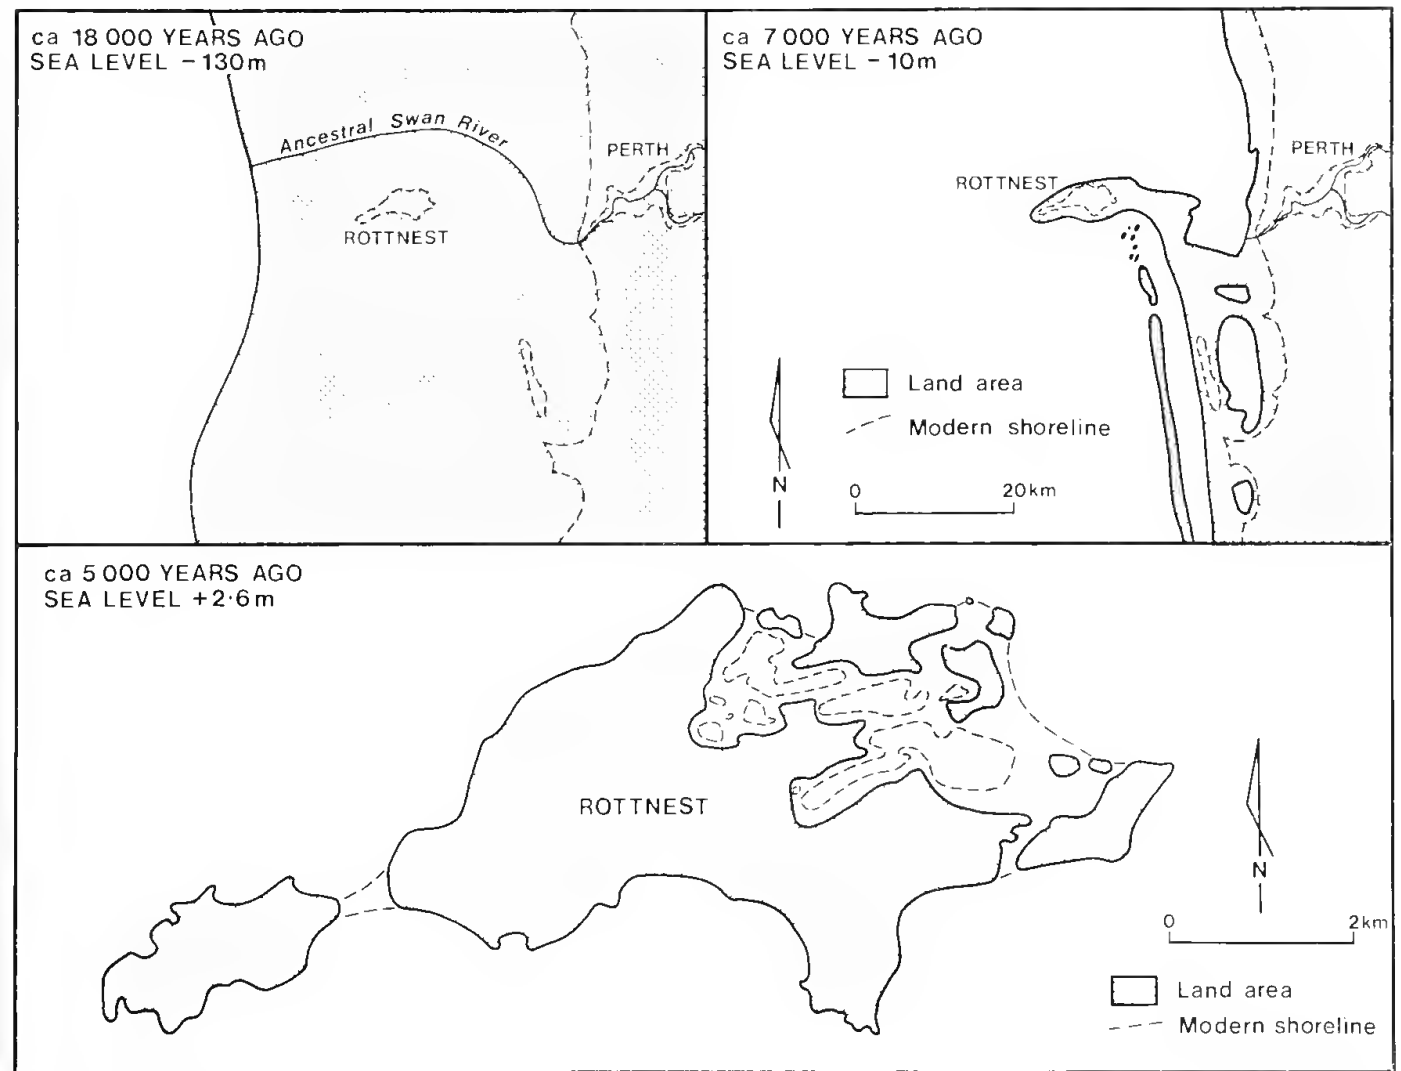 ca 18 000 YEARS AGO
SEA LEVEL -130m
Ancestral Swan River
PERTH
ROTTNEST
ca 7 000 YEARS AGO
SEA LEVEL -10m
PERTH
ROTTNEST
Land area
Modern shoreline
N
0 20km
ca 5 000 YEARS AGO
SEA LEVEL +2·6m
ROTTNEST
N
0 2km
Land area
Modern shoreline